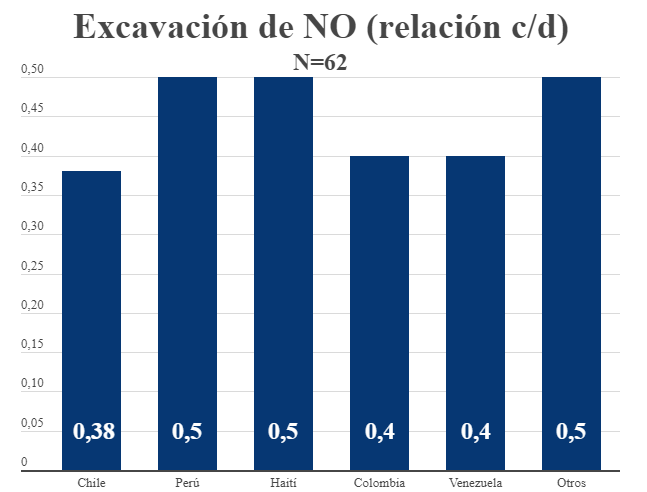 Excavación de NO (relación c/d)
N=62
0,50
0,45
0,40
0,35
0,30
0,25
0,20
0,15
0,10
0,05
0
0,38 0,5 0,5 0,4 0,4 0,5
Chile Perú Haití Colombia Venezuela Otros